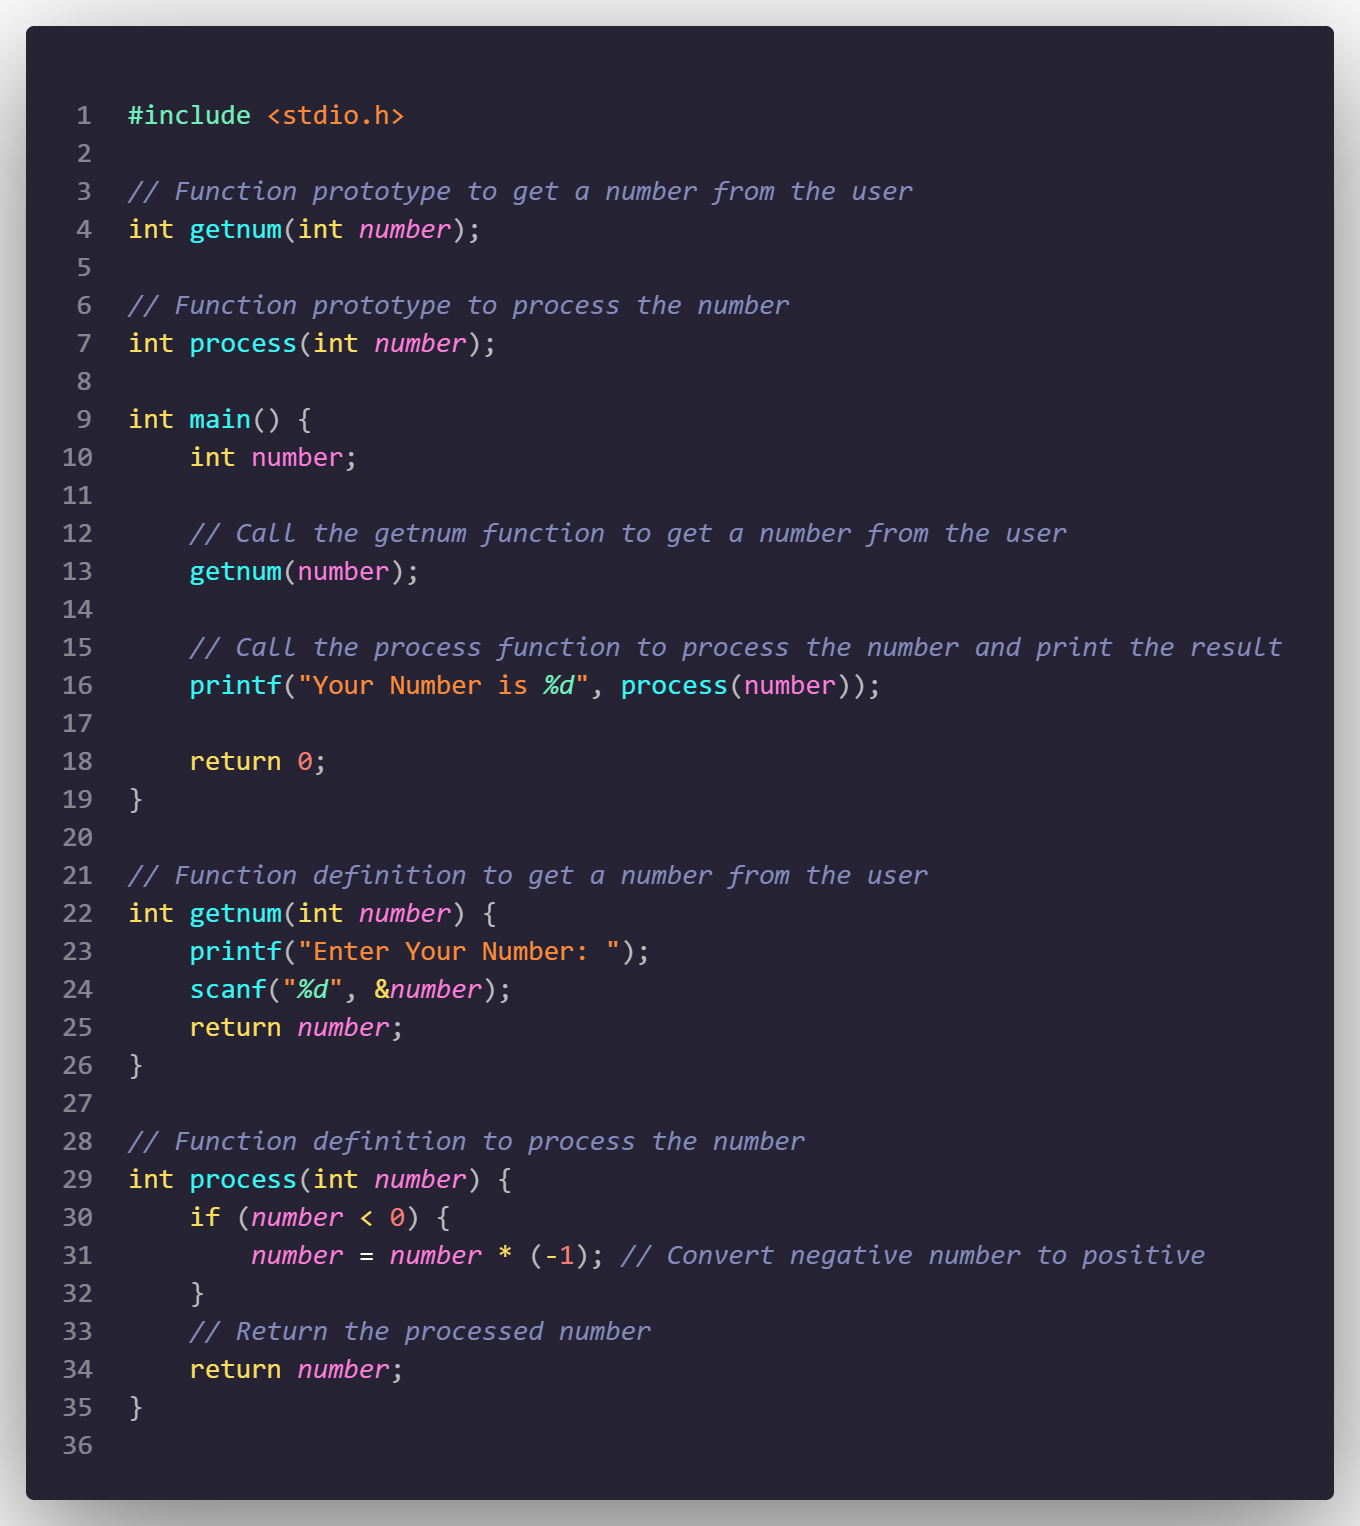 1 #include <stdio.h>
2
3 // Function prototype to get a number from the user
4 int getnum(int number);
5
6 // Function prototype to process the number
7 int process(int number);
8
9 int main() {
10     int number;
11
12     // Call the getnum function to get a number from the user
13     getnum(number);
14
15     // Call the process function to process the number and print the result
16     printf("Your Number is %d", process(number));
17
18     return 0;
19 }
20
21 // Function definition to get a number from the user
22 int getnum(int number) {
23     printf("Enter Your Number: ");
24     scanf("%d", &number);
25     return number;
26 }
27
28 // Function definition to process the number
29 int process(int number) {
30     if (number < 0) {
31         number = number * (-1); // Convert negative number to positive
32     }
33     // Return the processed number
34     return number;
35 }
36